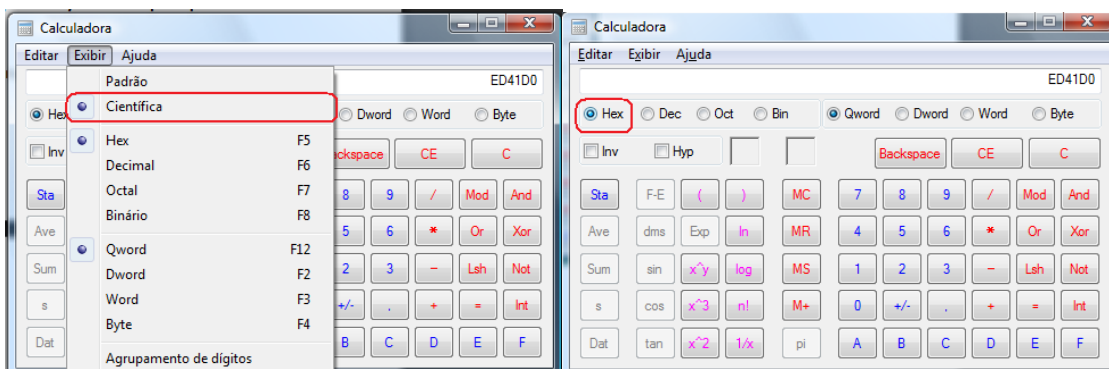 Calculadora
Editar Exibir Ajuda
ED41D0
Padrão
Científica
Hex F5
Decimal F6
Octal F7
Binário F8
Qword F12
Dword F2
Word F3
Byte F4
Agrupamento de dígitos
Hex Dword Word Byte
Inv ackspace CE C
Sta 8 9 / Mod And
Ave 5 6 * Or Xor
Sum 2 3 - Lsh Not
s +/- , + = Int
Dat B C D E F
Calculadora
Editar Exibir Ajuda
ED41D0
Hex Dec Oct Bin Qword Dword Word Byte
Inv Hyp Backspace CE C
Sta F-E ( ) MC 7 8 9 / Mod And
Ave dms Exp ln MR 4 5 6 * Or Xor
Sum sin x^y log MS 1 2 3 - Lsh Not
s cos x^3 n! M+ 0 +/- , + = Int
Dat tan x^2 1/x pi A B C D E F